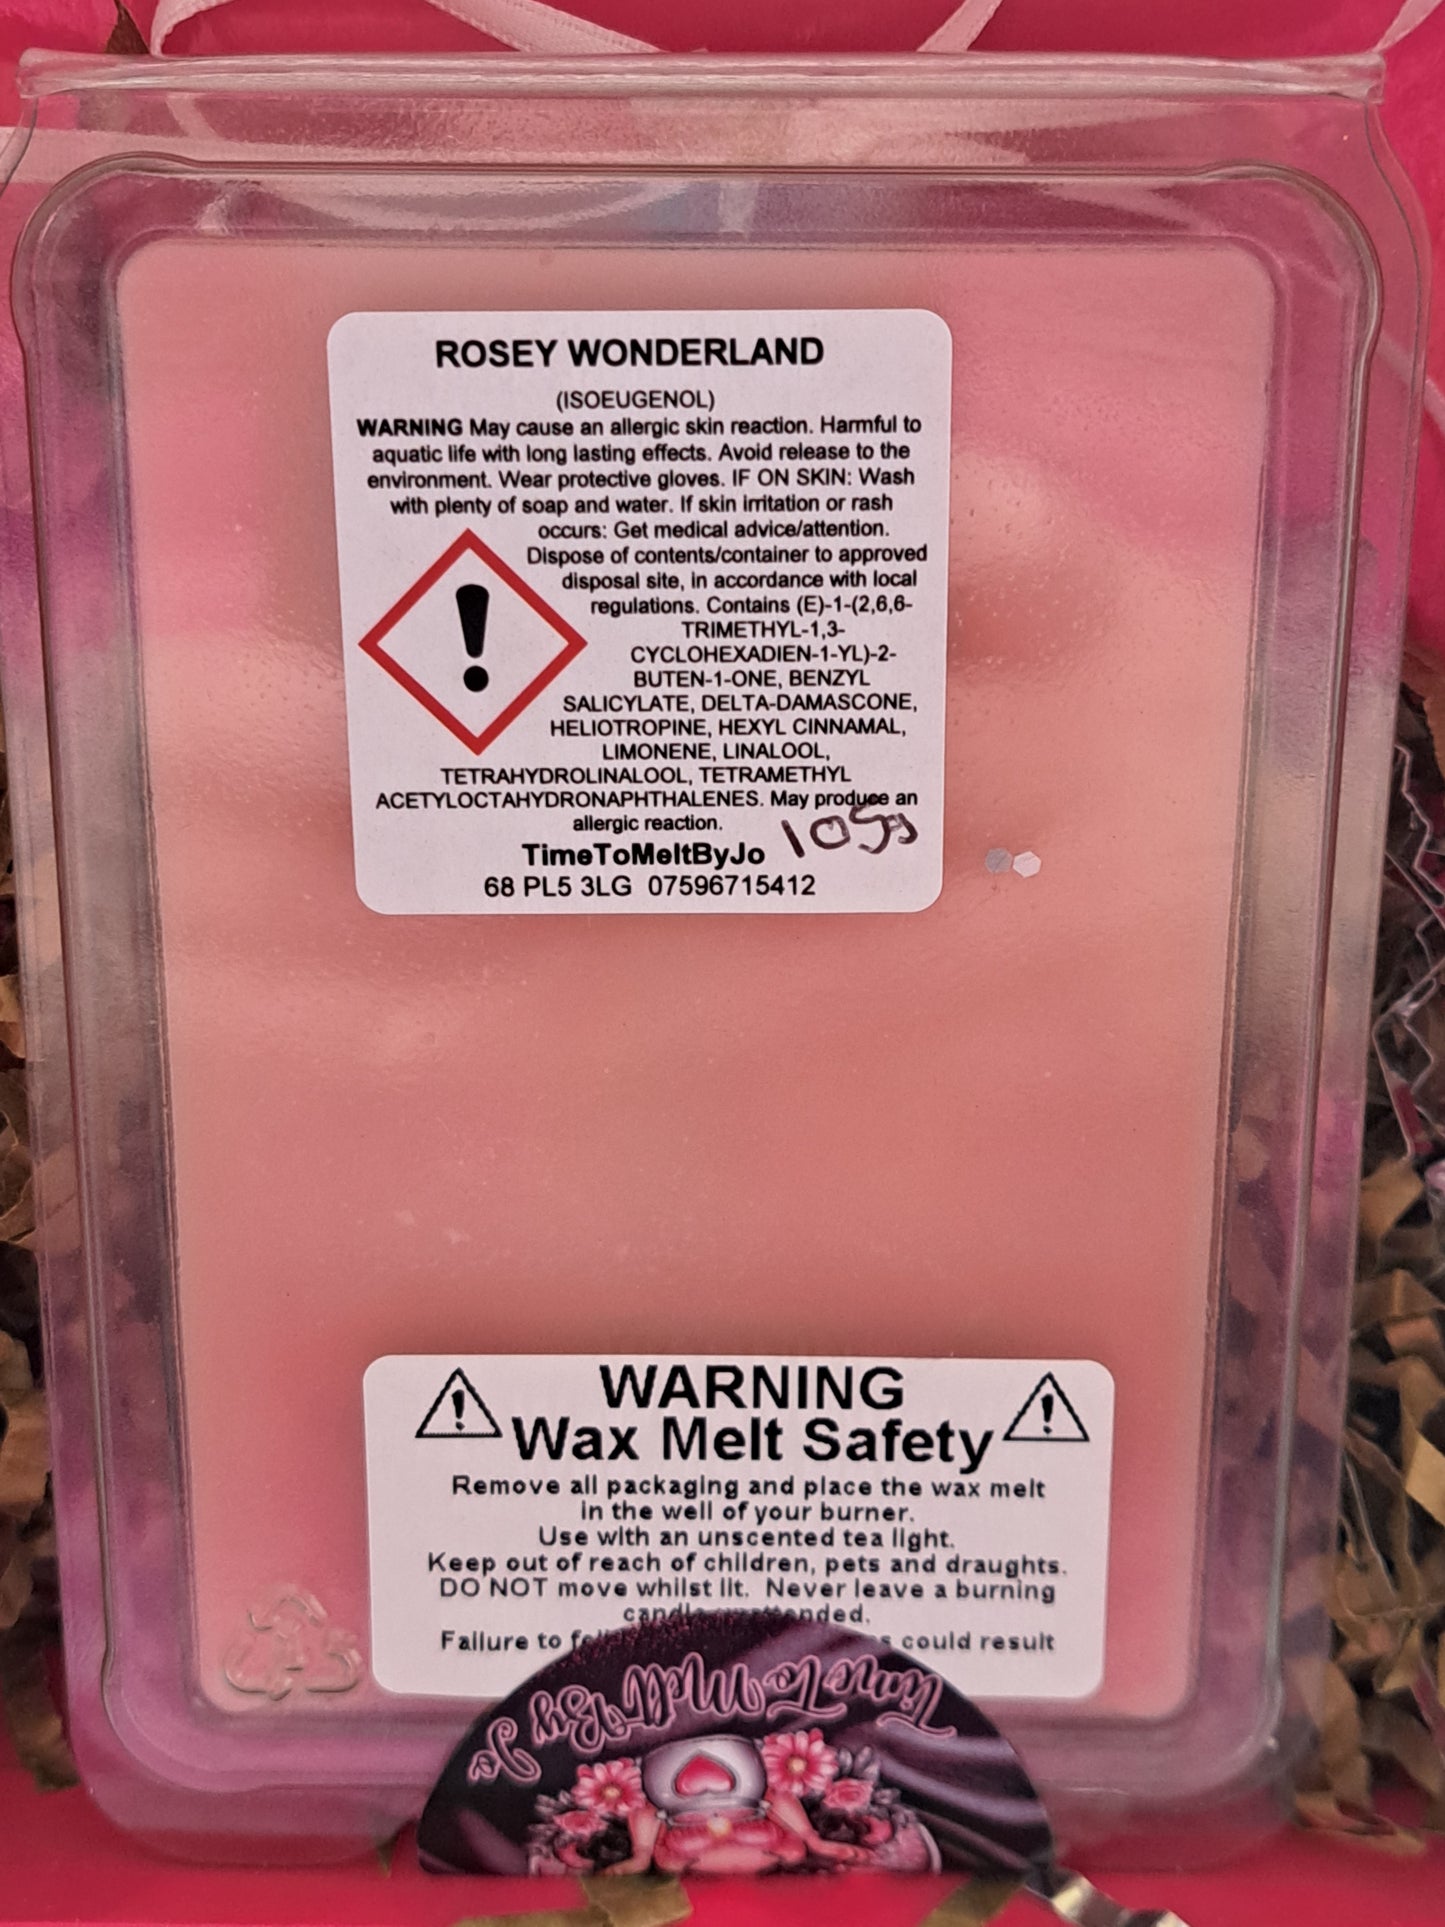 ROSEY WONDERLAND
(ISOEUGENOL)
WARNING May cause an allergic skin reaction. Harmful to
aquatic life with long lasting effects. Avoid release to the
environment. Wear protective gloves. IF ON SKIN: Wash
with plenty of soap and water. If skin irritation or rash
occurs: Get medical advice/attention.
Dispose of contents/container to approved
disposal site, in accordance with local
regulations. Contains (E)-1-(2,6,6-
TRIMETHYL-1,3-
CYCLOHEXADIEN-1-YL)-2-
BUTEN-1-ONE, BENZYL
SALICYLATE, DELTA-DAMASCONE,
HELIOTROPINE, HEXYL CINNAMAL,
LIMONENE, LINALOOL,
TETRAHYDROLINALOOL, TETRAMETHYL
ACETYLOCTAHYDRONAPHTHALENES. May produce an
allergic reaction.
105g
TimeToMeltByJo
68 PL5 3LG 07596715412
WARNING
Wax Melt Safety
Remove all packaging and place the wax melt
in the well of your burner.
Use with an unscented tea light.
Keep out of reach of children, pets and draughts.
DO NOT move whilst lit. Never leave a burning
Failure to could result
Time To Melt By Jo